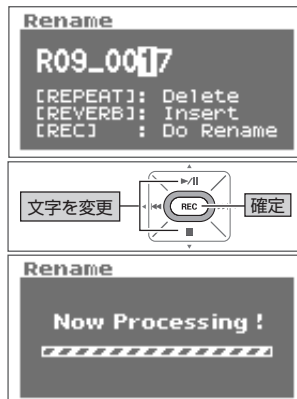 Rename
R09_0017
[REPEAT]: Delete
[REVERB]: Insert
[REC] : Do Rename
文字を変更
REC
確定
Rename
Now Processing !